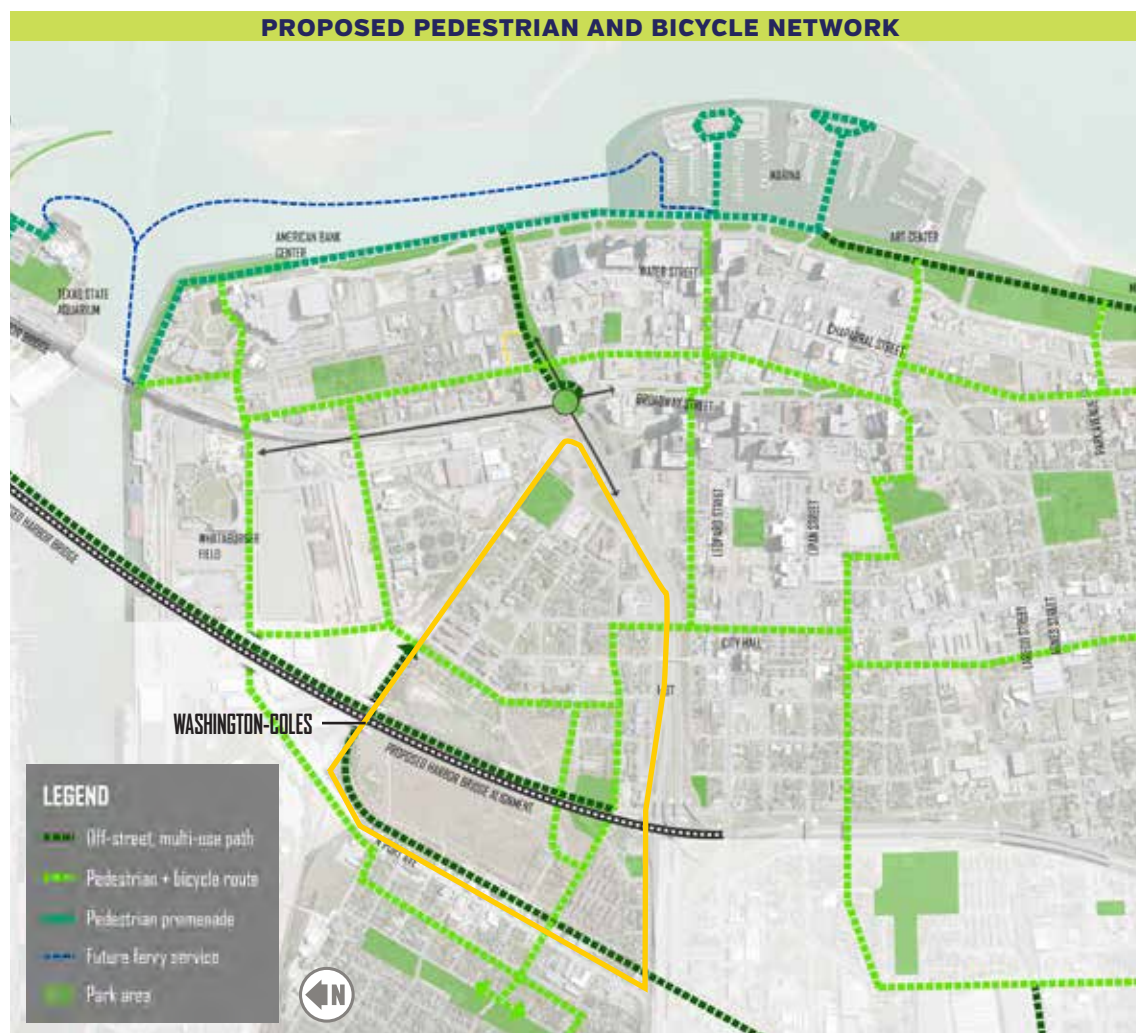 PROPOSED PEDESTRIAN AND BICYCLE NETWORK
MARINA
AMERICAN BANK
CENTER
ART CENTER
WATER STREET
TEXAS STATE
AQUARIUM
CHAPARRAL STREET
BROADWAY STREET
PARK AVENUE
LEOPARD STREET
LIPAN STREET
WHATABURGER
FIELD
HARBOR BRIDGE
CITY HALL
AGNES STREET
WASHINGTON-COLES
PROPOSED HARBOR BRIDGE ALIGNMENT
N PORT AVE
LEGEND
Off-street, multi-use path
Pedestrian + bicycle route
Pedestrian promenade
Future ferry service
Park area
N